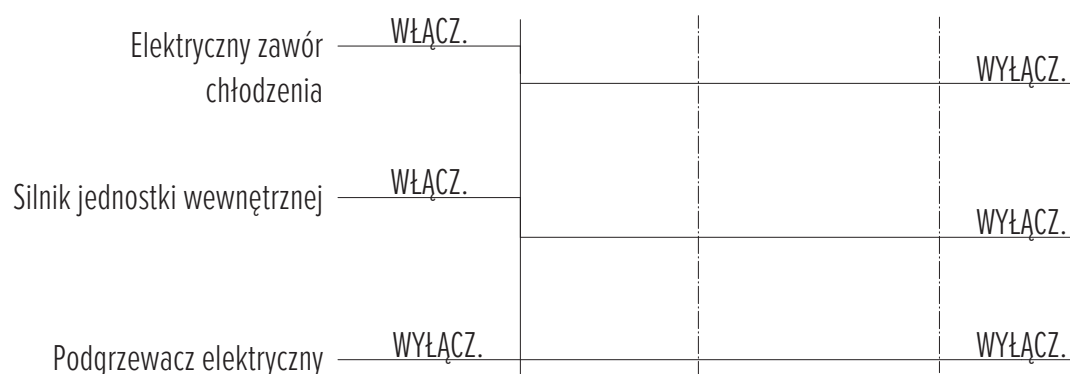 Elektryczny zawór
chłodzenia
WŁĄCZ.
WYŁĄCZ.
Silnik jednostki wewnętrznej
WŁĄCZ.
WYŁĄCZ.
Podgrzewacz elektryczny
WYŁĄCZ.
WYŁĄCZ.